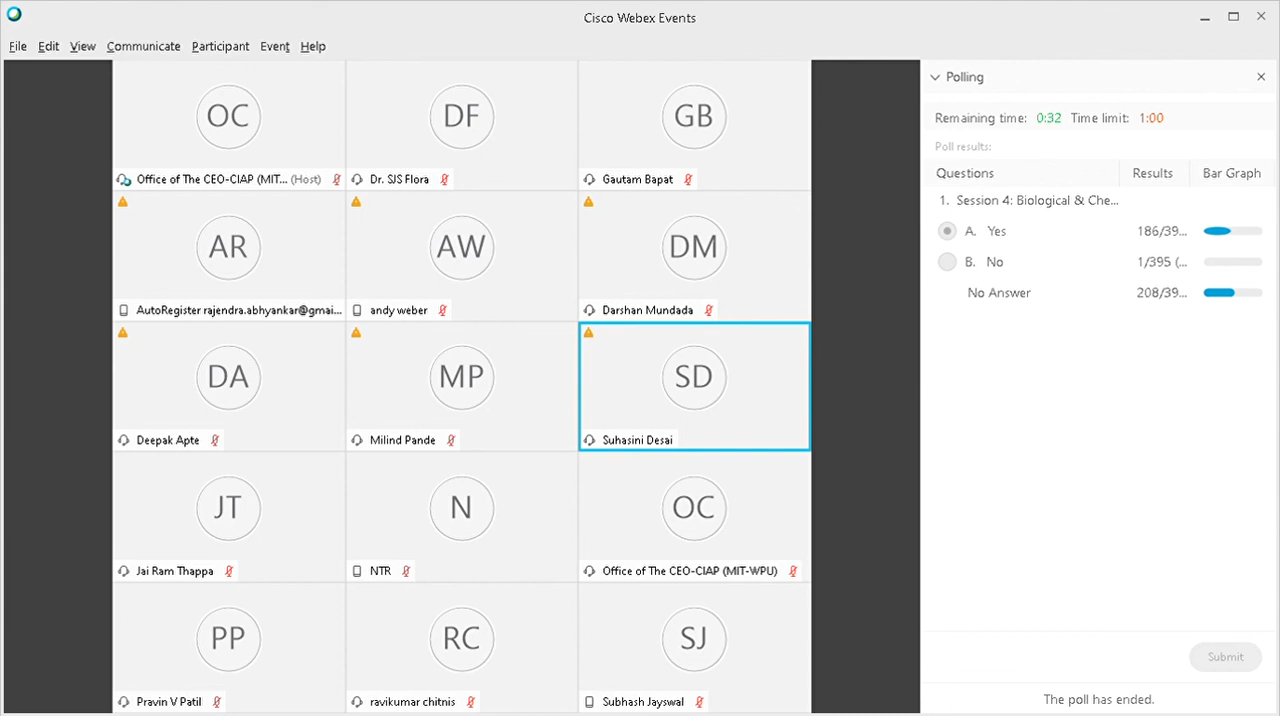 Cisco Webex Events
File Edit View Communicate Participant Event Help
OC
Office of The CEO-CIAP (MIT... (Host)
DF
Dr. SJS Flora
GB
Gautam Bapat
AR
AutoRegister rajendra.abhyankar@gmai...
AW
andy weber
DM
Darshan Mundada
DA
Deepak Apte
MP
Milind Pande
SD
Suhasini Desai
JT
Jai Ram Thappa
N
NTR
OC
Office of The CEO-CIAP (MIT-WPU)
PP
Pravin V Patil
RC
ravikumar chitnis
SJ
Subhash Jayswal
Polling
Remaining time: 0:32 Time limit: 1:00
Poll results:
Questions Results Bar Graph
1. Session 4: Biological & Che...
A. Yes 186/39...
B. No 1/395 (...
No Answer 208/39...
Submit
The poll has ended.